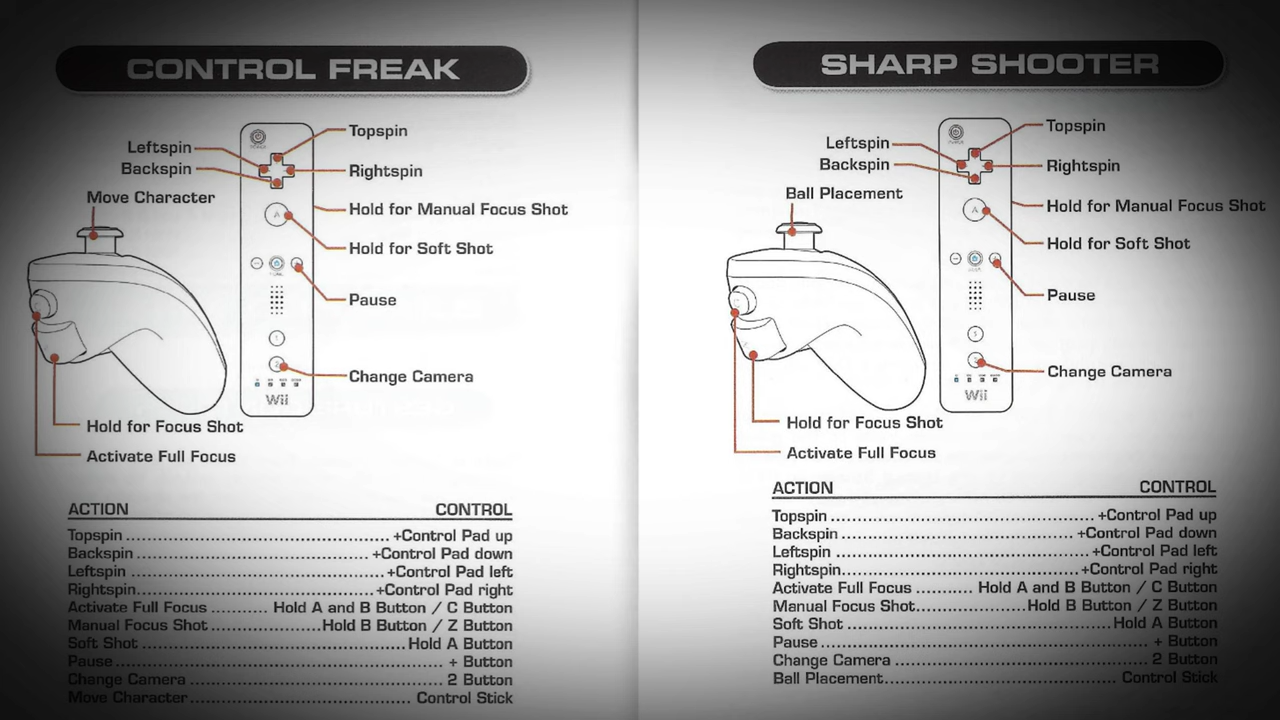 CONTROL FREAK
Topspin
Leftspin
Backspin
Rightspin
Move Character
Hold for Manual Focus Shot
A
Hold for Soft Shot
Pause
1
2
Change Camera
Wii
Hold for Focus Shot
Activate Full Focus
ACTION CONTROL
Topspin ................ +Control Pad up
Backspin ................ +Control Pad down
Leftspin ................ +Control Pad left
Rightspin................ +Control Pad right
Activate Full Focus .......... Hold A and B Button / C Button
Manual Focus Shot ................Hold B Button / Z Button
Soft Shot ................ Hold A Button
Pause................ + Button
Change Camera ................ 2 Button
Move Character................ Control Stick
SHARP SHOOTER
Topspin
Leftspin
Backspin
Rightspin
Ball Placement
Hold for Manual Focus Shot
A
Hold for Soft Shot
Pause
1
Change Camera
Wii
Hold for Focus Shot
Activate Full Focus
ACTION CONTROL
Topspin ................ +Control Pad up
Backspin ................ +Control Pad down
Leftspin ................ +Control Pad left
Rightspin................ +Control Pad right
Activate Full Focus .......... Hold A and B Button / C Button
Manual Focus Shot................Hold B Button / Z Button
Soft Shot ................ Hold A Button
Pause ................ + Button
Change Camera ................ 2 Button
Ball Placement................ Control Stick